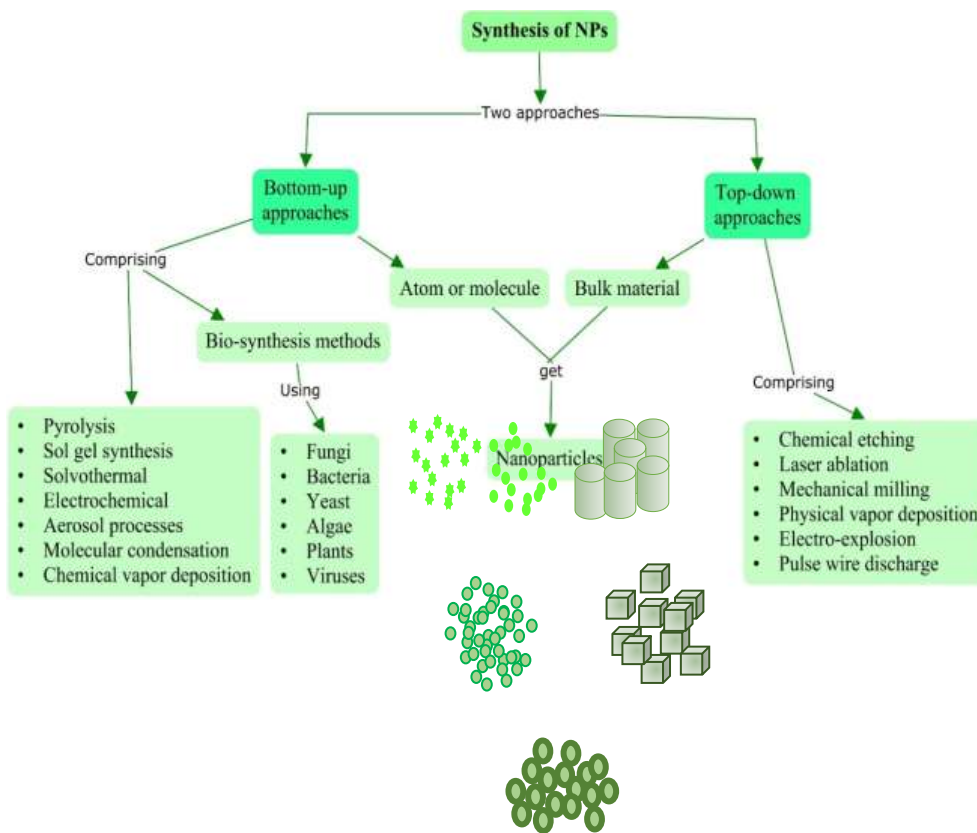 Synthesis of NPs
Two approaches
Bottom-up
approaches
Top-down
approaches
Comprising
Atom or molecule
Bulk material
Bio-synthesis methods
get
Using
Comprising
• Pyrolysis
• Sol gel synthesis
• Solvothermal
• Electrochemical
• Aerosol processes
• Molecular condensation
• Chemical vapor deposition
• Fungi
• Bacteria
• Yeast
• Algae
• Plants
• Viruses
Nanoparticles
• Chemical etching
• Laser ablation
• Mechanical milling
• Physical vapor deposition
• Electro-explosion
• Pulse wire discharge